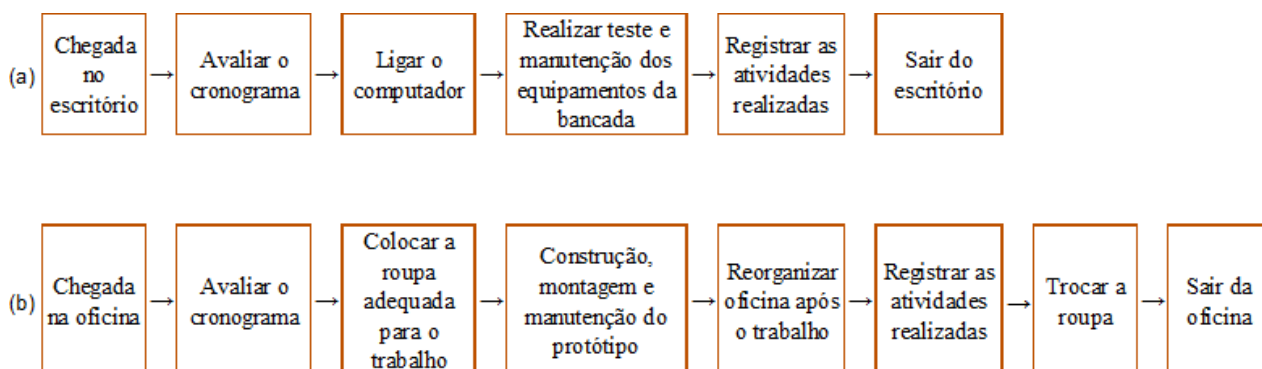 (a)
Chegada
no
escritório
→
Avaliar o
cronograma
→
Ligar o
computador
→
Realizar teste e
manutenção dos
equipamentos da
bancada
→
Registrar as
atividades
realizadas
→
Sair do
escritório
(b)
Chegada
na oficina
→
Avaliar o
cronograma
→
Colocar a
roupa
adequada
para o
trabalho
→
Construção,
montagem e
manutenção do
protótipo
→
Reorganizar
oficina após
o trabalho
→
Registrar as
atividades
realizadas
→
Trocar a
roupa
→
Sair da
oficina